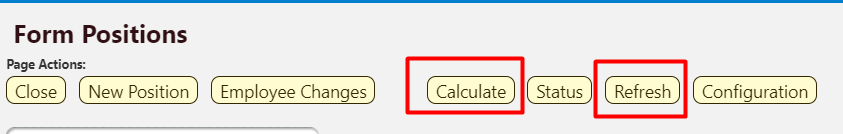 Form Positions
Page Actions:
Close New Position Employee Changes Calculate Status Refresh Configuration